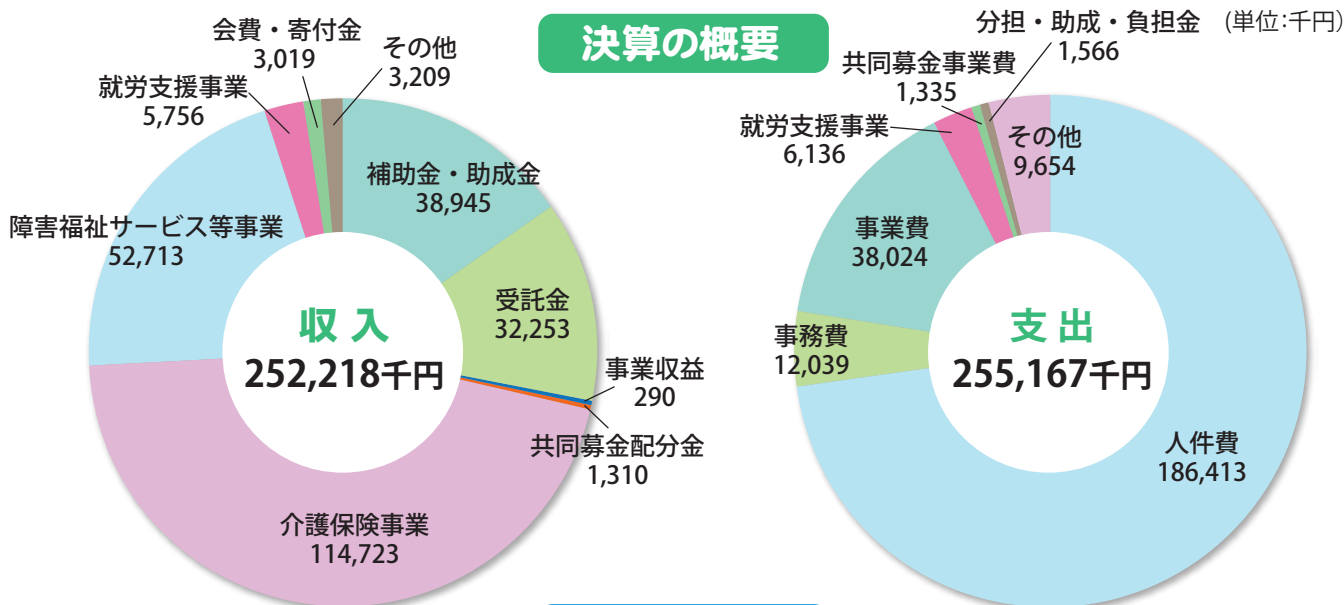 決算の概要
(単位:千円)
会費・寄付金
3,019
その他
3,209
就労支援事業
5,756
補助金・助成金
38,945
障害福祉サービス等事業
52,713
受託金
32,253
収入
252,218千円
事業収益
290
共同募金配分金
1,310
介護保険事業
114,723
分担・助成・負担金
1,566
共同募金事業費
1,335
就労支援事業
6,136
その他
9,654
事業費
38,024
事務費
12,039
支出
255,167千円
人件費
186,413